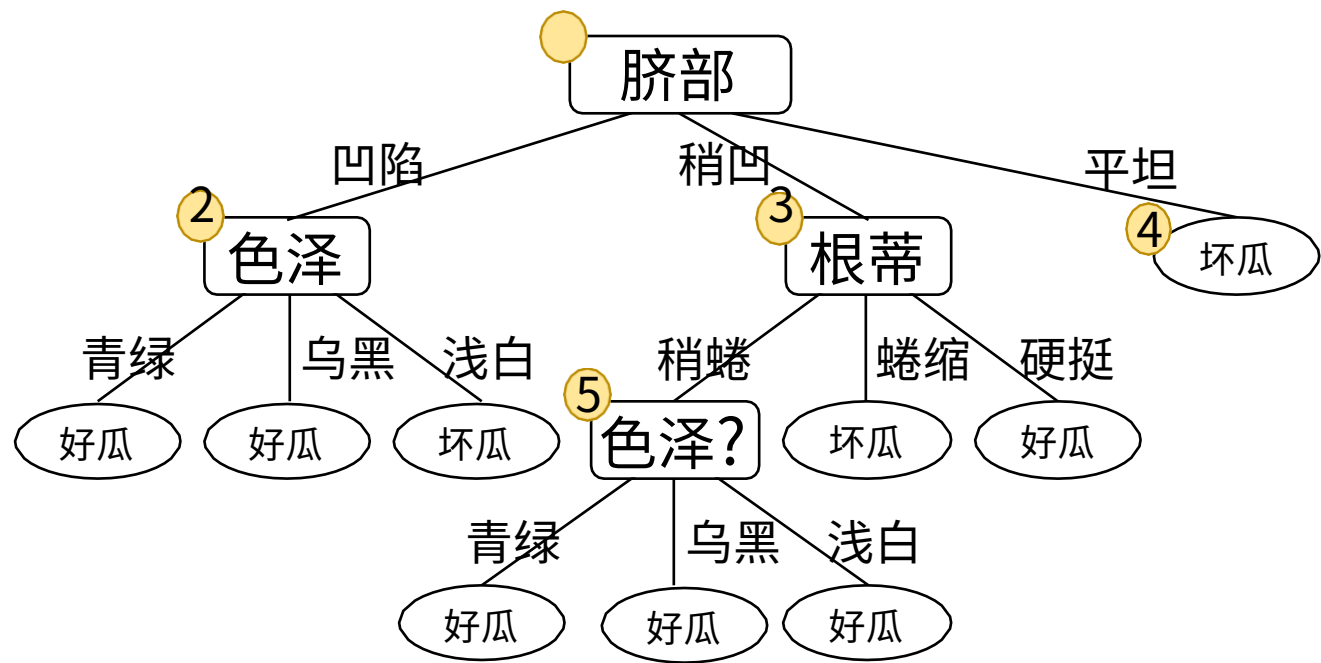 脐部
凹陷
稍凹
平坦
2
色泽
3
根蒂
4
坏瓜
青绿
乌黑
浅白
稍蜷
蜷缩
硬挺
好瓜
好瓜
坏瓜
5
色泽?
坏瓜
好瓜
青绿
乌黑
浅白
好瓜
好瓜
好瓜